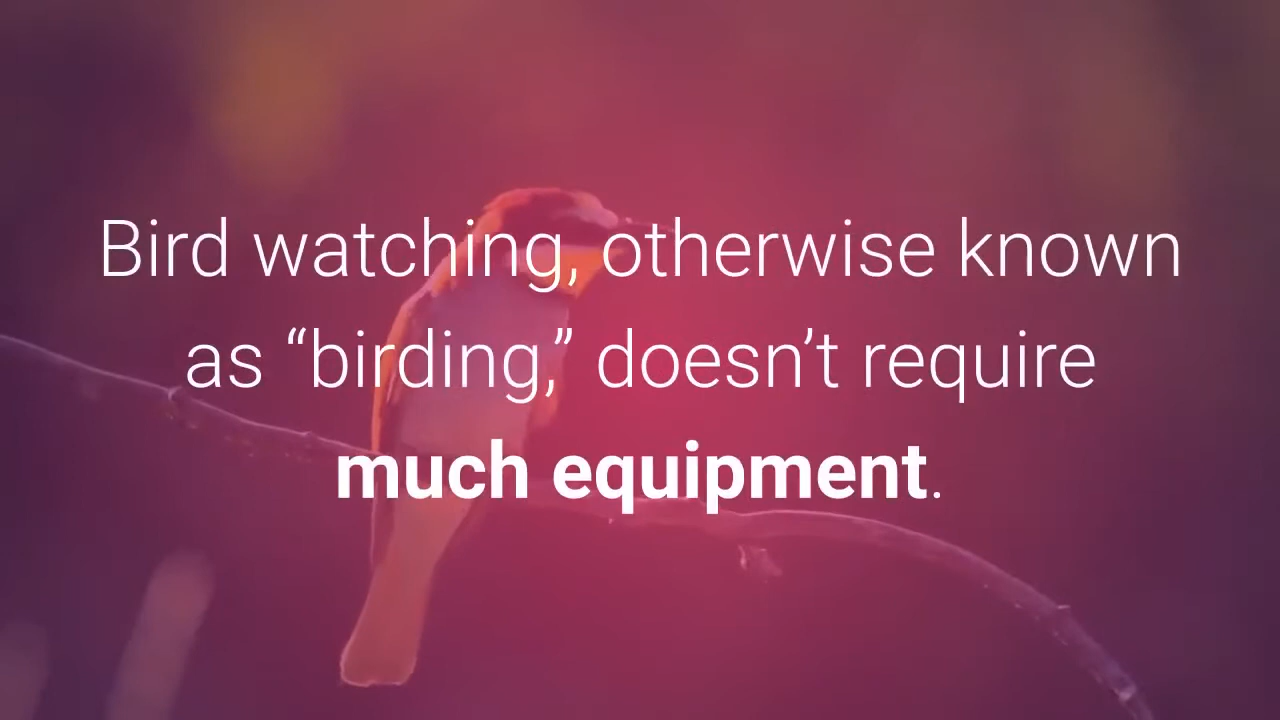 Bird watching, otherwise known
as “birding,” doesn’t require
much equipment.